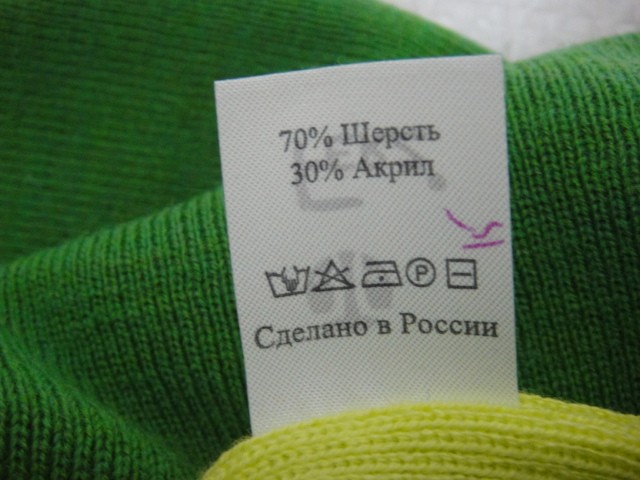 70% Шерсть
30% Акрил
P
Сделано в России